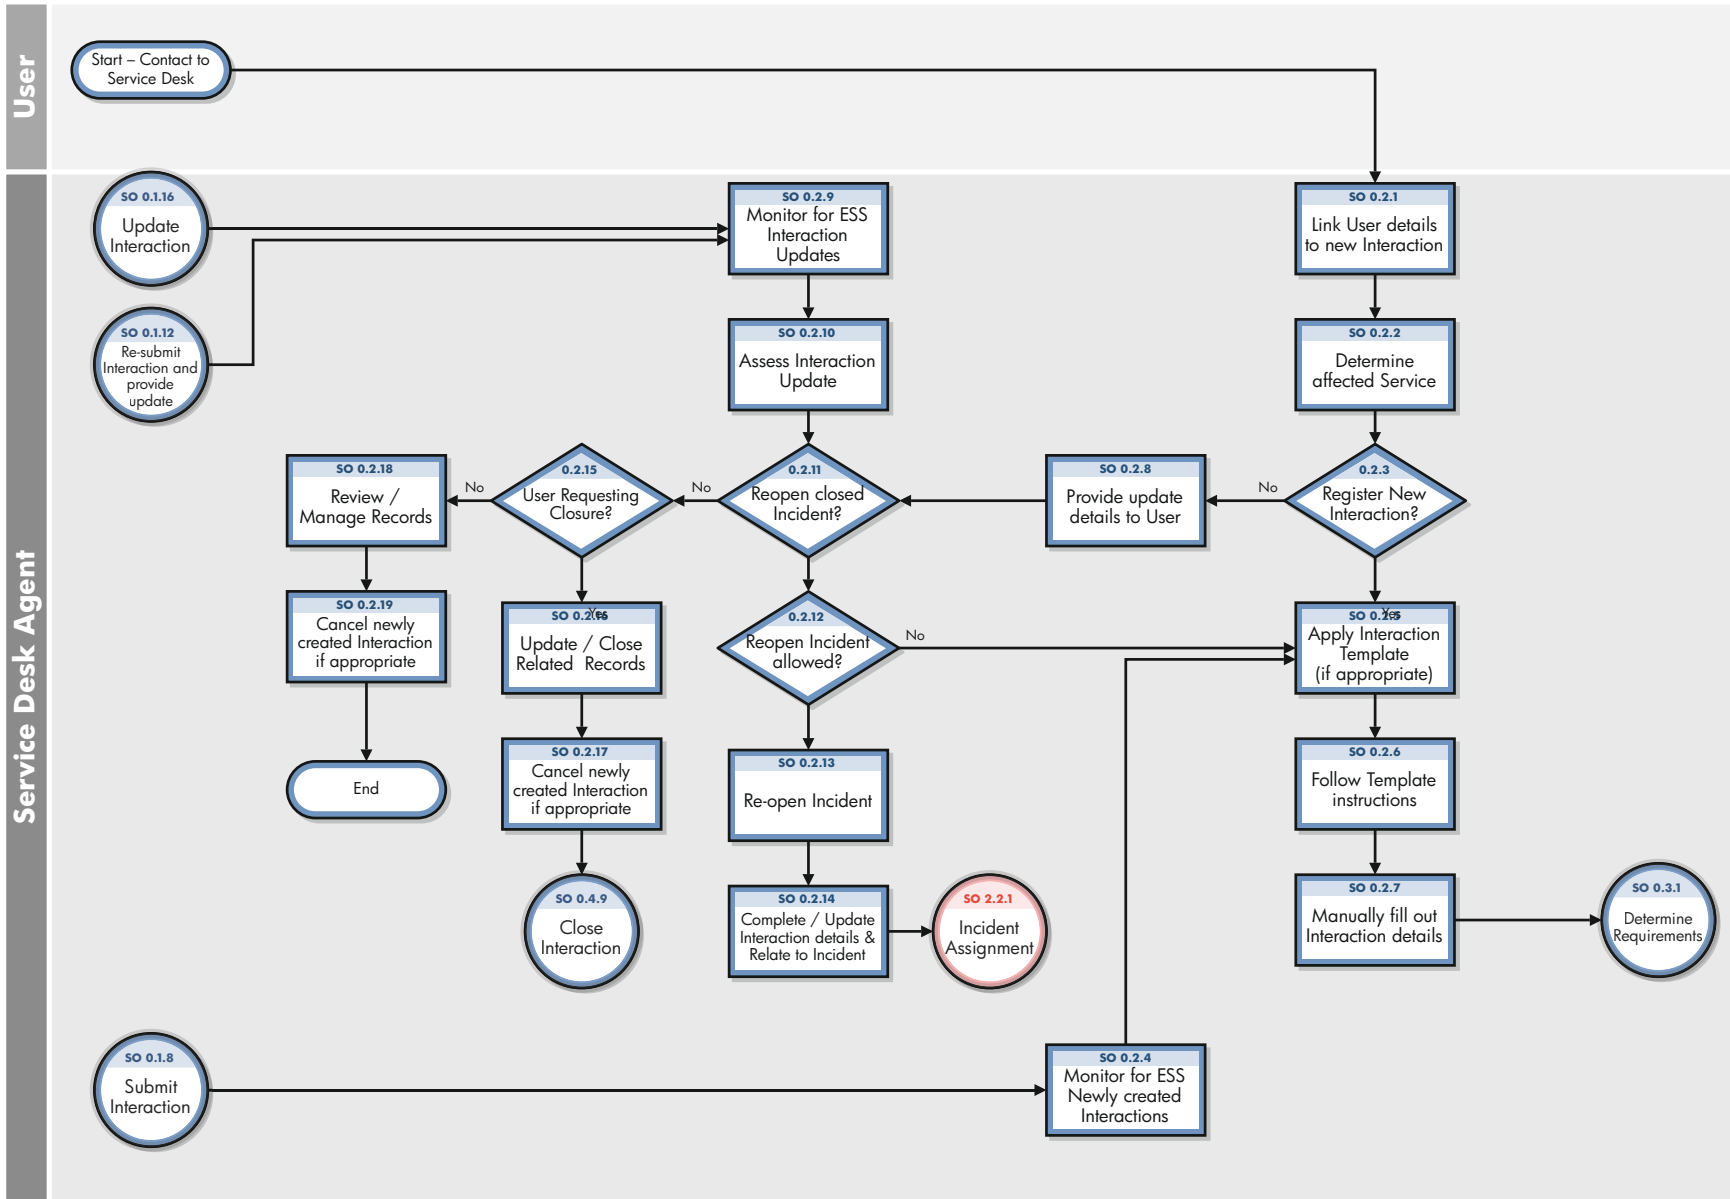 User
Start – Contact to
Service Desk
Service Desk Agent
SO 0.1.16
Update
Interaction
SO 0.2.9
Monitor for ESS
Interaction
Updates
SO 0.2.1
Link User details
to new Interaction
SO 0.1.12
Re-submit
Interaction and
provide
update
SO 0.2.10
Assess Interaction
Update
SO 0.2.2
Determine
affected Service
SO 0.2.18
Review /
Manage Records
No
0.2.15
User Requesting
Closure?
No
0.2.11
Reopen closed
Incident?
SO 0.2.8
Provide update
details to User
No
0.2.3
Register New
Interaction?
SO 0.2.19
Cancel newly
created Interaction
if appropriate
Yes
SO 0.2.16
Update / Close
Related Records
0.2.12
Reopen Incident
allowed?
No
Yes
SO 0.2.5
Apply Interaction
Template
(if appropriate)
End
SO 0.2.17
Cancel newly
created Interaction
if appropriate
SO 0.2.13
Re-open Incident
SO 0.2.6
Follow Template
instructions
SO 0.4.9
Close
Interaction
SO 0.2.14
Complete / Update
Interaction details &
Relate to Incident
SO 2.2.1
Incident
Assignment
SO 0.2.7
Manually fill out
Interaction details
SO 0.3.1
Determine
Requirements
SO 0.1.8
Submit
Interaction
SO 0.2.4
Monitor for ESS
Newly created
Interactions